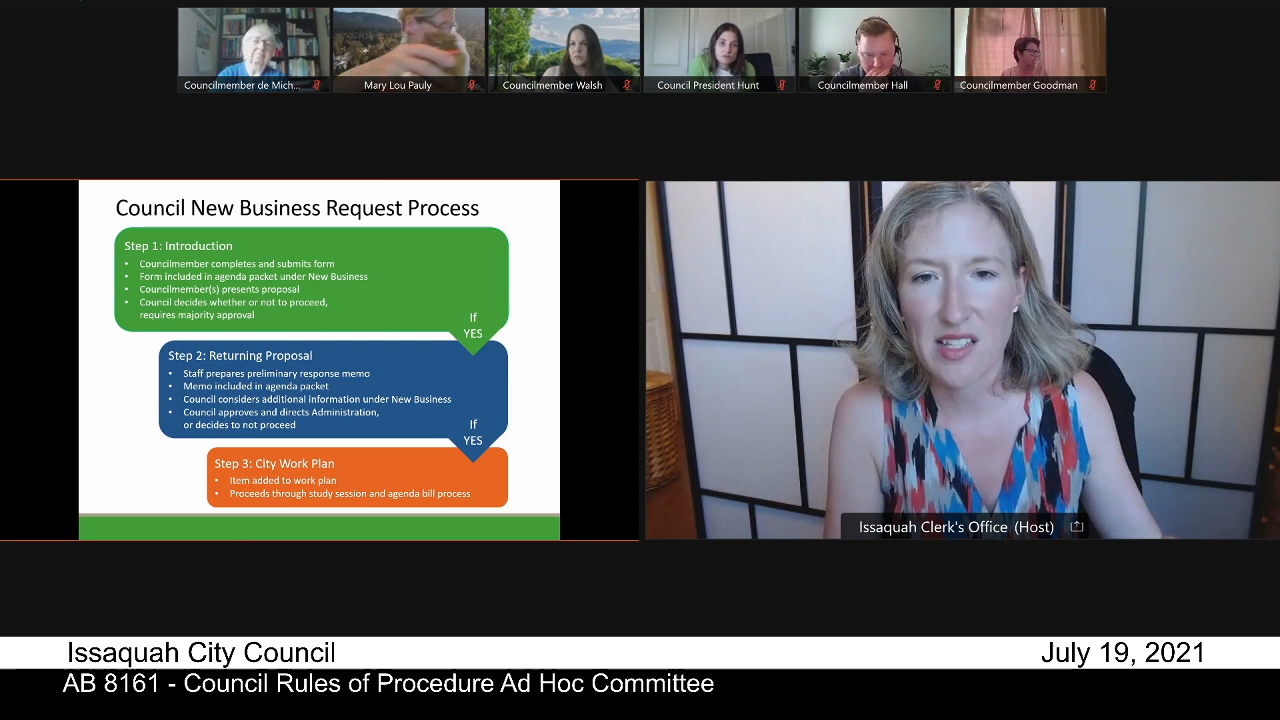 Councilmember de Mich...
Mary Lou Pauly
Councilmember Walsh
Council President Hunt
Councilmember Hall
Councilmember Goodman
Council New Business Request Process
Step 1: Introduction
• Councilmember completes and submits form
• Form included in agenda packet under New Business
• Councilmember(s) presents proposal
• Council decides whether or not to proceed,
requires majority approval
If
YES
Step 2: Returning Proposal
• Staff prepares preliminary response memo
• Memo included in agenda packet
• Council considers additional information under New Business
• Council approves and directs Administration,
or decides to not proceed
If
YES
Step 3: City Work Plan
• Item added to work plan
• Proceeds through study session and agenda bill process
Issaquah Clerk's Office (Host)
Issaquah City Council
July 19, 2021
AB 8161 - Council Rules of Procedure Ad Hoc Committee